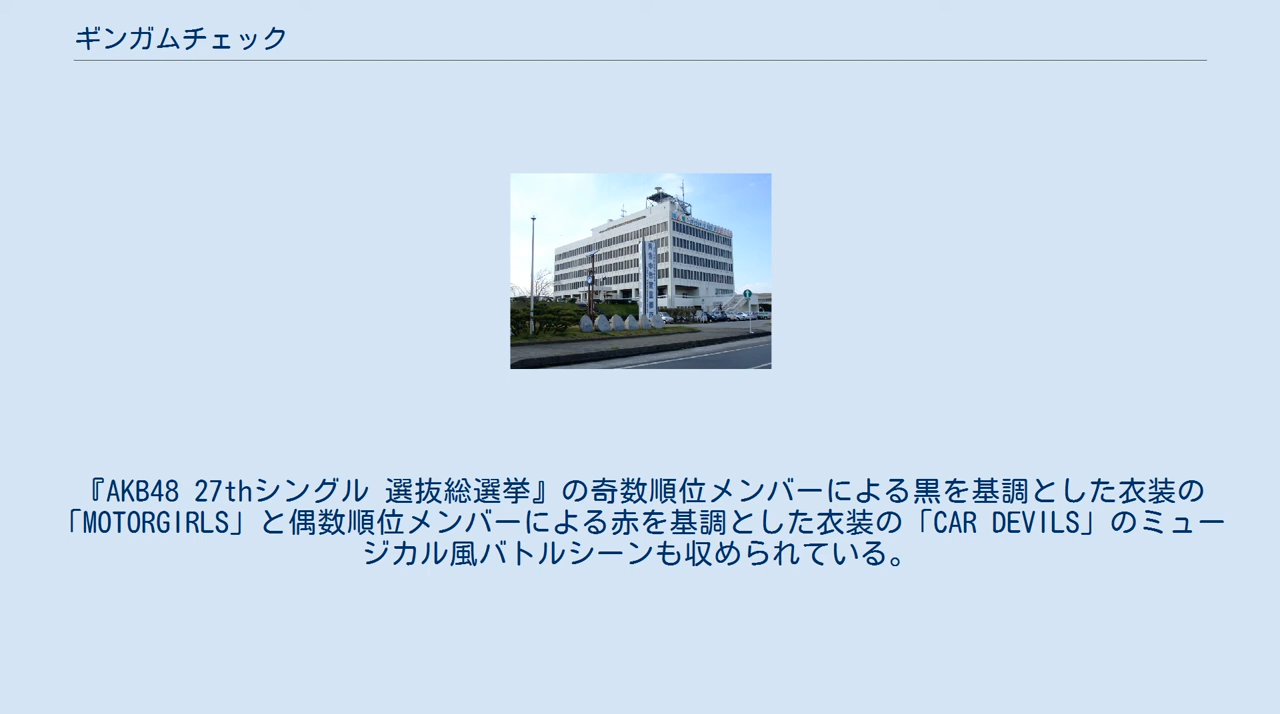 ギンガムチェック
『AKB48 27thシングル 選抜総選挙』の奇数順位メンバーによる黒を基調とした衣装の
「MOTORGIRLS」と偶数順位メンバーによる赤を基調とした衣装の「CAR DEVILS」のミュー
ジカル風バトルシーンも収められている。